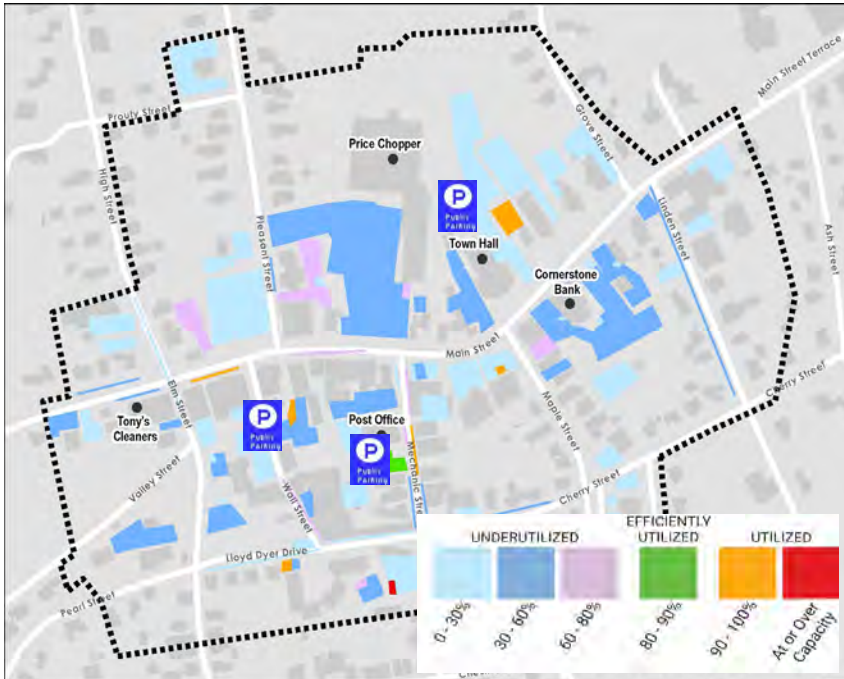 Main Street Terrace
Prouty Street
Grove Street
Price Chopper
High Street
P
Public
Parking
Linden Street
Pleasant Street
Town Hall
Ash Street
Cornerstone
Bank
Main Street
Elm Street
Cherry Street
Tony's
Cleaners
P
Public
Parking
Post Office
P
Public
Parking
Maple Street
Mechanic Stre
Valley Street
Wall Street
Cherry Street
Lloyd Dyer Drive
Pearl Street
UNDERUTILIZED
EFFICIENTLY
UTILIZED
UTILIZED
0 - 30%
30 - 60%
60 - 80%
80 - 90%
90 - 100%
At or Over
Capacity